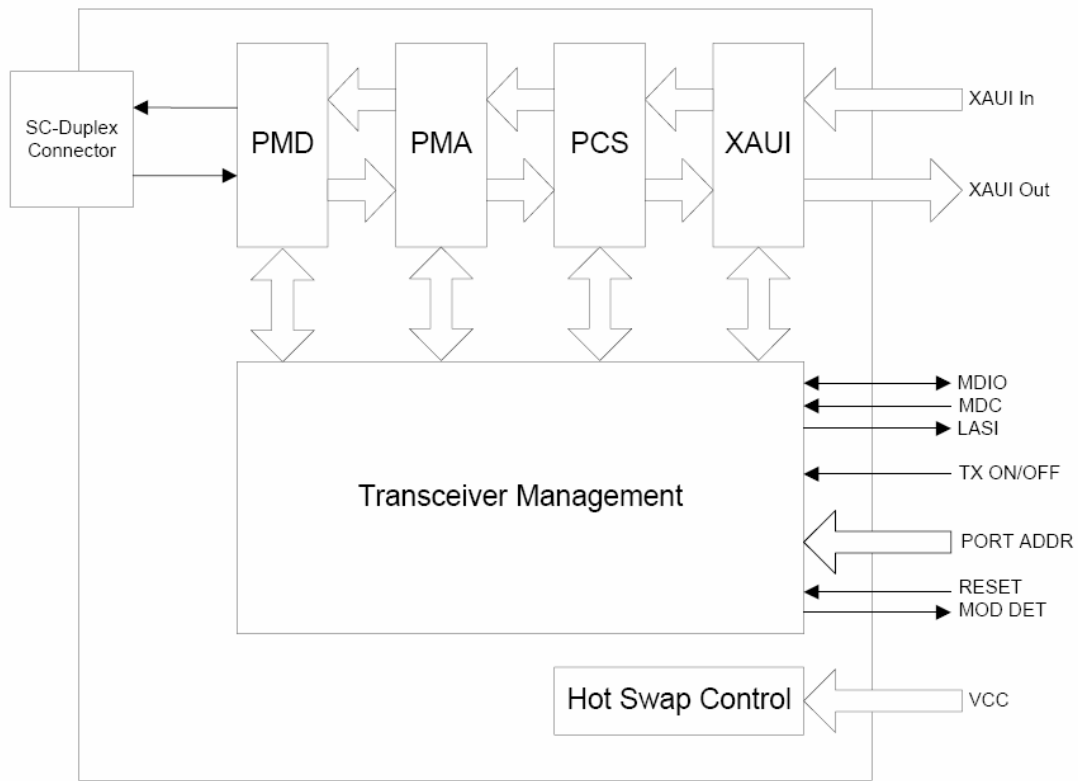 SC-Duplex
Connector
PMD
PMA
PCS
XAUI
XAUI In
XAUI Out
Transceiver Management
MDIO
MDC
LASI
TX ON/OFF
PORT ADDR
RESET
MOD DET
Hot Swap Control
VCC